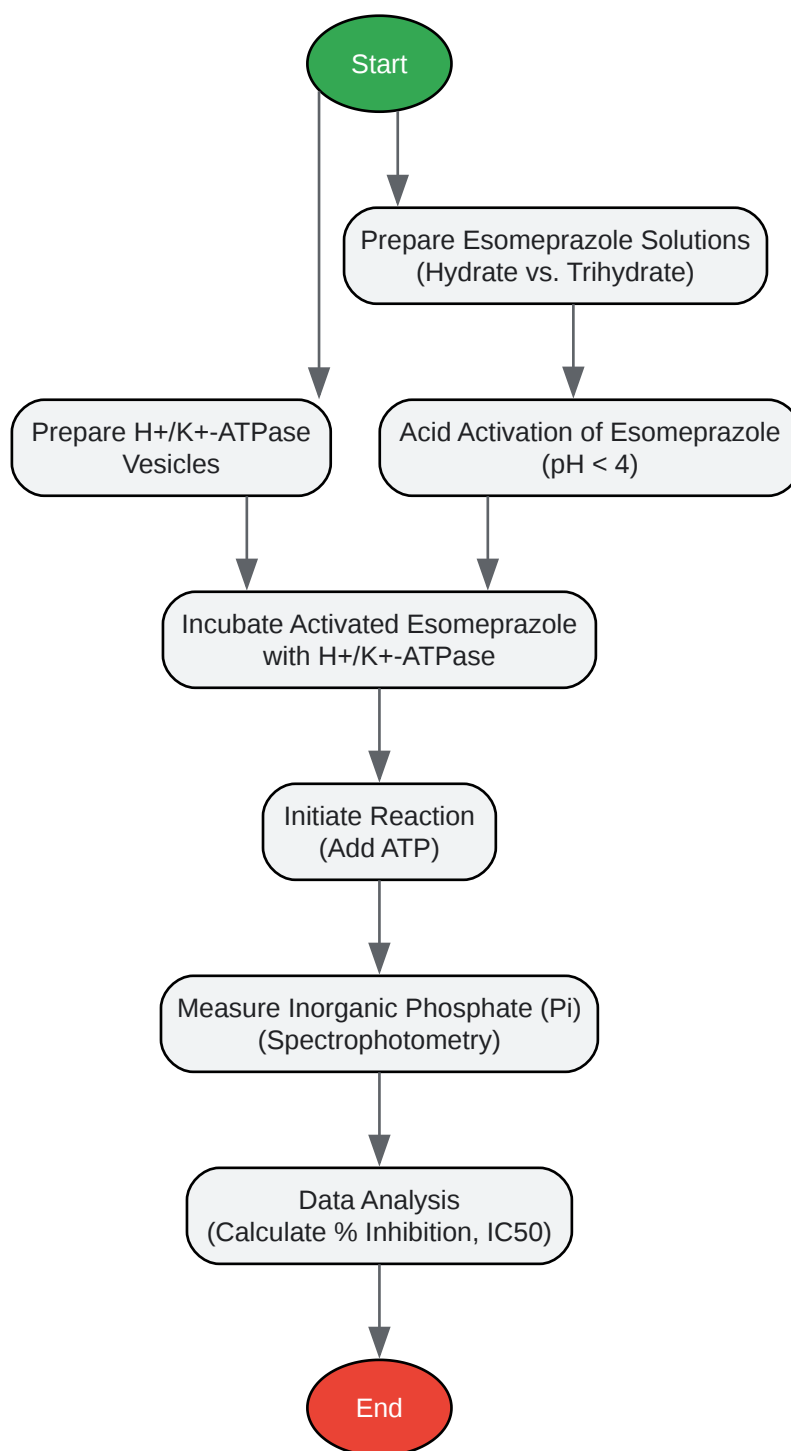 Start
Prepare Esomeprazole Solutions
(Hydrate vs. Trihydrate)
Prepare H+/K+-ATPase
Vesicles
Acid Activation of Esomeprazole
(pH < 4)
Incubate Activated Esomeprazole
with H+/K+-ATPase
Initiate Reaction
(Add ATP)
Measure Inorganic Phosphate (Pi)
(Spectrophotometry)
Data Analysis
(Calculate % Inhibition, IC50)
End